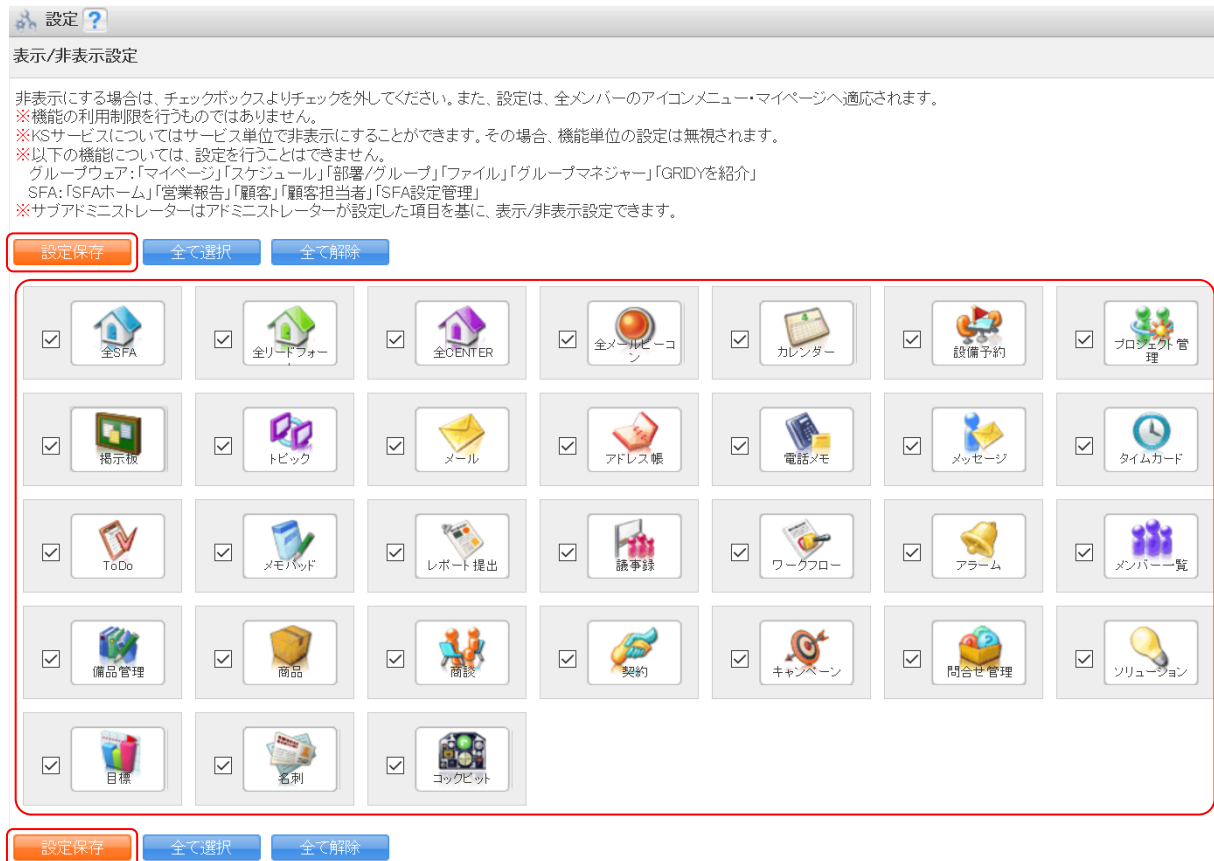 設定 ?
表示/非表示設定
非表示にする場合は、チェックボックスよりチェックを外してください。また、設定は、全メンバーのアイコンメニュー・マイページへ適応されます。
※機能の利用制限を行うものではありません。
※KSサービスについてはサービス単位で非表示にすることができます。その場合、機能単位の設定は無視されます。
※以下の機能については、設定を行うことはできません。
グループウェア:「マイページ」「スケジュール」「部署/グループ」「ファイル」「グループマネジャー」「GRIDYを紹介」
SFA:「SFAホーム」「営業報告」「顧客」「顧客担当者」「SFA設定管理」
※サブアドミニストレーターはアドミニストレーターが設定した項目を基に、表示/非表示設定できます。
設定保存 全て選択 全て解除
全SFA 全リードフォー 全CENTER 全メールビーコン カレンダー 設備予約 プロジェクト管理
掲示板 トピック メール アドレス帳 電話メモ メッセージ タイムカード
ToDo メモパッド レポート提出 議事録 ワークフロー アラーム メンバー一覧
備品管理 商品 商談 契約 キャンペーン 問合せ管理 ソリューション
目標 名刺 コックピット
設定保存 全て選択 全て解除